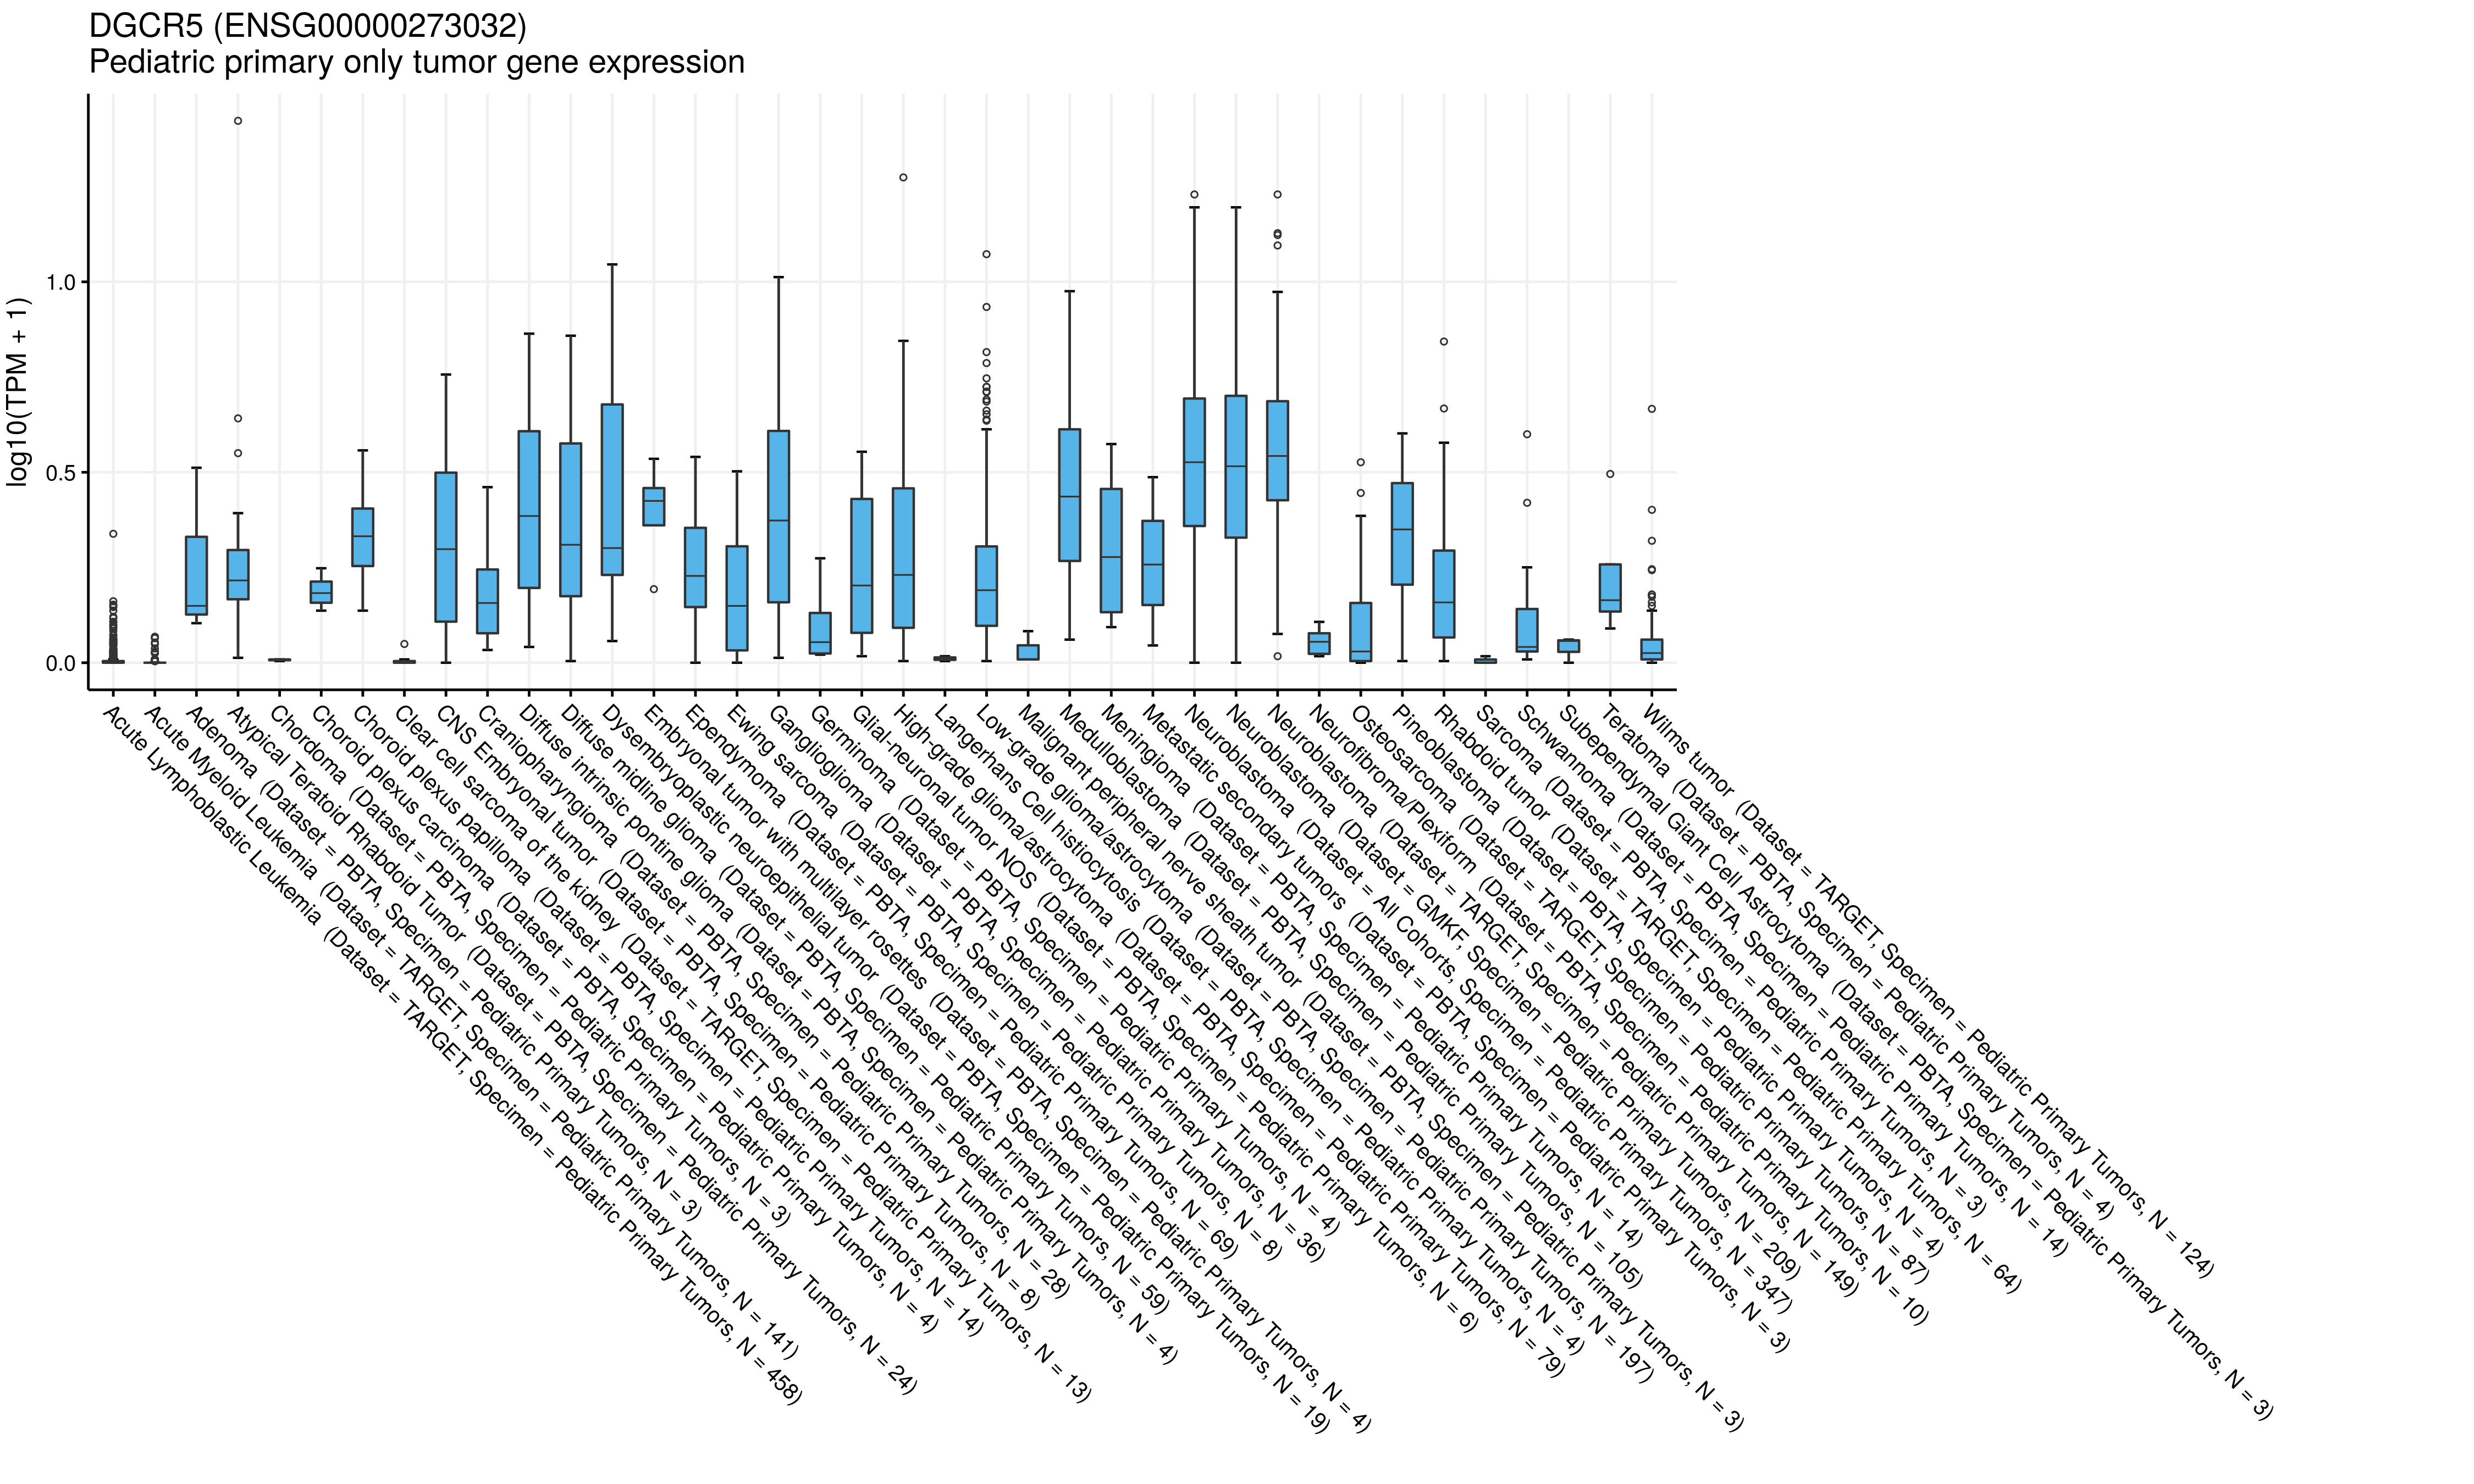 DGCR5 (ENSG00000273032)
Pediatric primary only tumor gene expression
log10(TPM + 1)
1.0
0.5
0.0
Acute Lymphoblastic Leukemia (Dataset = TARGET, Specimen = Pediatric Primary Tumors, N = 458)
Acute Myeloid Leukemia (Dataset = TARGET, Specimen = Pediatric Primary Tumors, N = 141)
Adenoma (Dataset = PBTA, Specimen = Pediatric Primary Tumors, N = 3)
Atypical Teratoid Rhabdoid Tumor (Dataset = PBTA, Specimen = Pediatric Primary Tumors, N = 24)
Chordoma (Dataset = PBTA, Specimen = Pediatric Primary Tumors, N = 3)
Choroid plexus carcinoma (Dataset = PBTA, Specimen = Pediatric Primary Tumors, N = 4)
Choroid plexus papilloma (Dataset = PBTA, Specimen = Pediatric Primary Tumors, N = 14)
Clear cell sarcoma of the kidney (Dataset = TARGET, Specimen = Pediatric Primary Tumors, N = 13)
CNS Embryonal tumor (Dataset = PBTA, Specimen = Pediatric Primary Tumors, N = 8)
Craniopharyngioma (Dataset = PBTA, Specimen = Pediatric Primary Tumors, N = 28)
Diffuse intrinsic pontine glioma (Dataset = PBTA, Specimen = Pediatric Primary Tumors, N = 4)
Diffuse midline glioma (Dataset = PBTA, Specimen = Pediatric Primary Tumors, N = 59)
Dysembryoplastic neuroepithelial tumor (Dataset = PBTA, Specimen = Pediatric Primary Tumors, N = 19)
Embryonal tumor with multilayer rosettes (Dataset = PBTA, Specimen = Pediatric Primary Tumors, N = 4)
Ependymoma (Dataset = PBTA, Specimen = Pediatric Primary Tumors, N = 69)
Ewing sarcoma (Dataset = PBTA, Specimen = Pediatric Primary Tumors, N = 8)
Ganglioglioma (Dataset = PBTA, Specimen = Pediatric Primary Tumors, N = 36)
Germinoma (Dataset = PBTA, Specimen = Pediatric Primary Tumors, N = 4)
Glial-neuronal tumor NOS (Dataset = PBTA, Specimen = Pediatric Primary Tumors, N = 6)
High-grade glioma/astrocytoma (Dataset = PBTA, Specimen = Pediatric Primary Tumors, N = 79)
Langerhans Cell histiocytosis (Dataset = PBTA, Specimen = Pediatric Primary Tumors, N = 4)
Low-grade glioma/astrocytoma (Dataset = PBTA, Specimen = Pediatric Primary Tumors, N = 197)
Malignant peripheral nerve sheath tumor (Dataset = PBTA, Specimen = Pediatric Primary Tumors, N = 3)
Medulloblastoma (Dataset = PBTA, Specimen = Pediatric Primary Tumors, N = 105)
Meningioma (Dataset = PBTA, Specimen = Pediatric Primary Tumors, N = 14)
Metastatic secondary tumors (Dataset = PBTA, Specimen = Pediatric Primary Tumors, N = 3)
Neuroblastoma (Dataset = All Cohorts, Specimen = Pediatric Primary Tumors, N = 347)
Neuroblastoma (Dataset = GMKF, Specimen = Pediatric Primary Tumors, N = 209)
Neuroblastoma (Dataset = TARGET, Specimen = Pediatric Primary Tumors, N = 149)
Neurofibroma/Plexiform (Dataset = PBTA, Specimen = Pediatric Primary Tumors, N = 10)
Osteosarcoma (Dataset = TARGET, Specimen = Pediatric Primary Tumors, N = 87)
Pineoblastoma (Dataset = PBTA, Specimen = Pediatric Primary Tumors, N = 4)
Rhabdoid tumor (Dataset = TARGET, Specimen = Pediatric Primary Tumors, N = 64)
Sarcoma (Dataset = PBTA, Specimen = Pediatric Primary Tumors, N = 3)
Schwannoma (Dataset = PBTA, Specimen = Pediatric Primary Tumors, N = 14)
Subependymal Giant Cell Astrocytoma (Dataset = PBTA, Specimen = Pediatric Primary Tumors, N = 3)
Teratoma (Dataset = PBTA, Specimen = Pediatric Primary Tumors, N = 4)
Wilms tumor (Dataset = TARGET, Specimen = Pediatric Primary Tumors, N = 124)